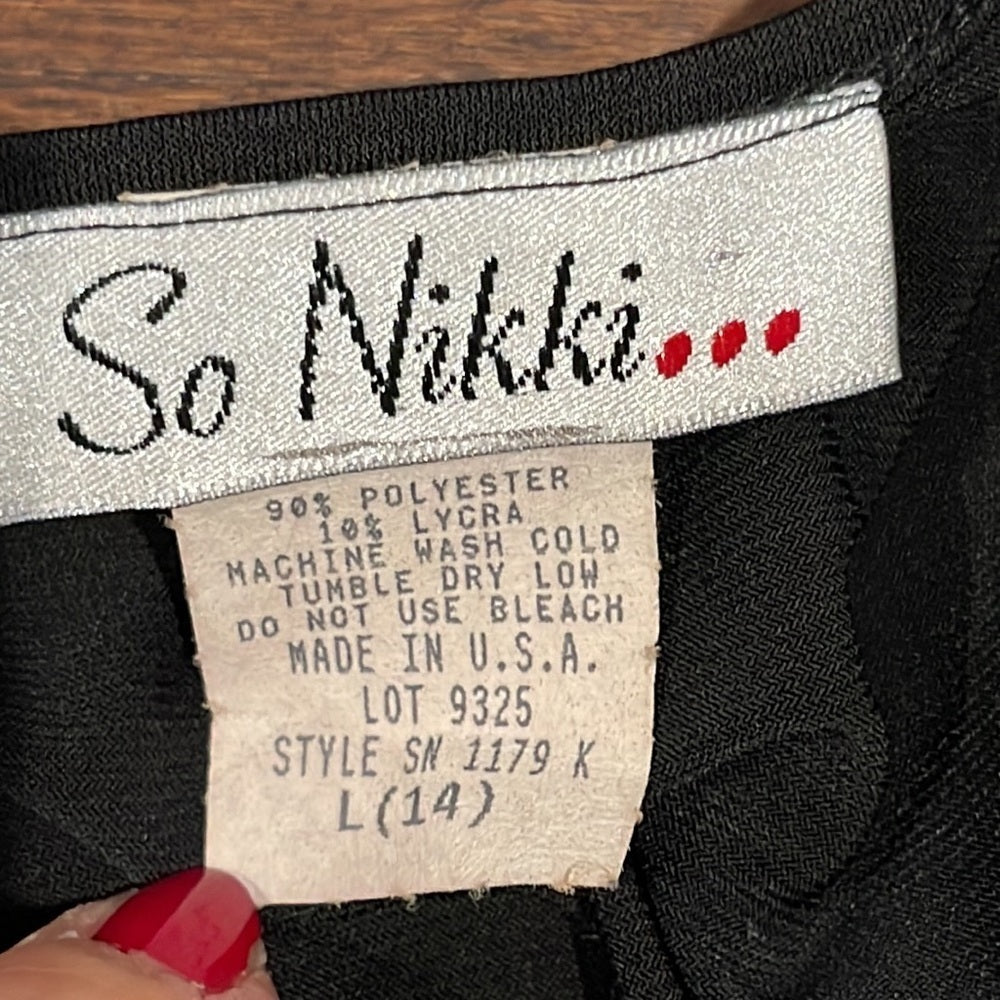 So Nikki...
90% POLYESTER
10% LYCRA
MACHINE WASH COLD
TUMBLE DRY LOW
DO NOT USE BLEACH
MADE IN U.S.A.
LOT 9325
STYLE SN 1179 K
L(14)